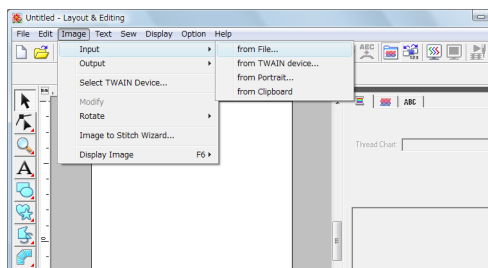 Untitled - Layout & Editing
File Edit Image Text Sew Display Option Help
Input
Output
Select TWAIN Device...
Modify
Rotate
Image to Stitch Wizard...
Display Image F6
from File...
from TWAIN device...
from Portrait...
from Clipboard
ABC
ABC
Thread Chart:
A